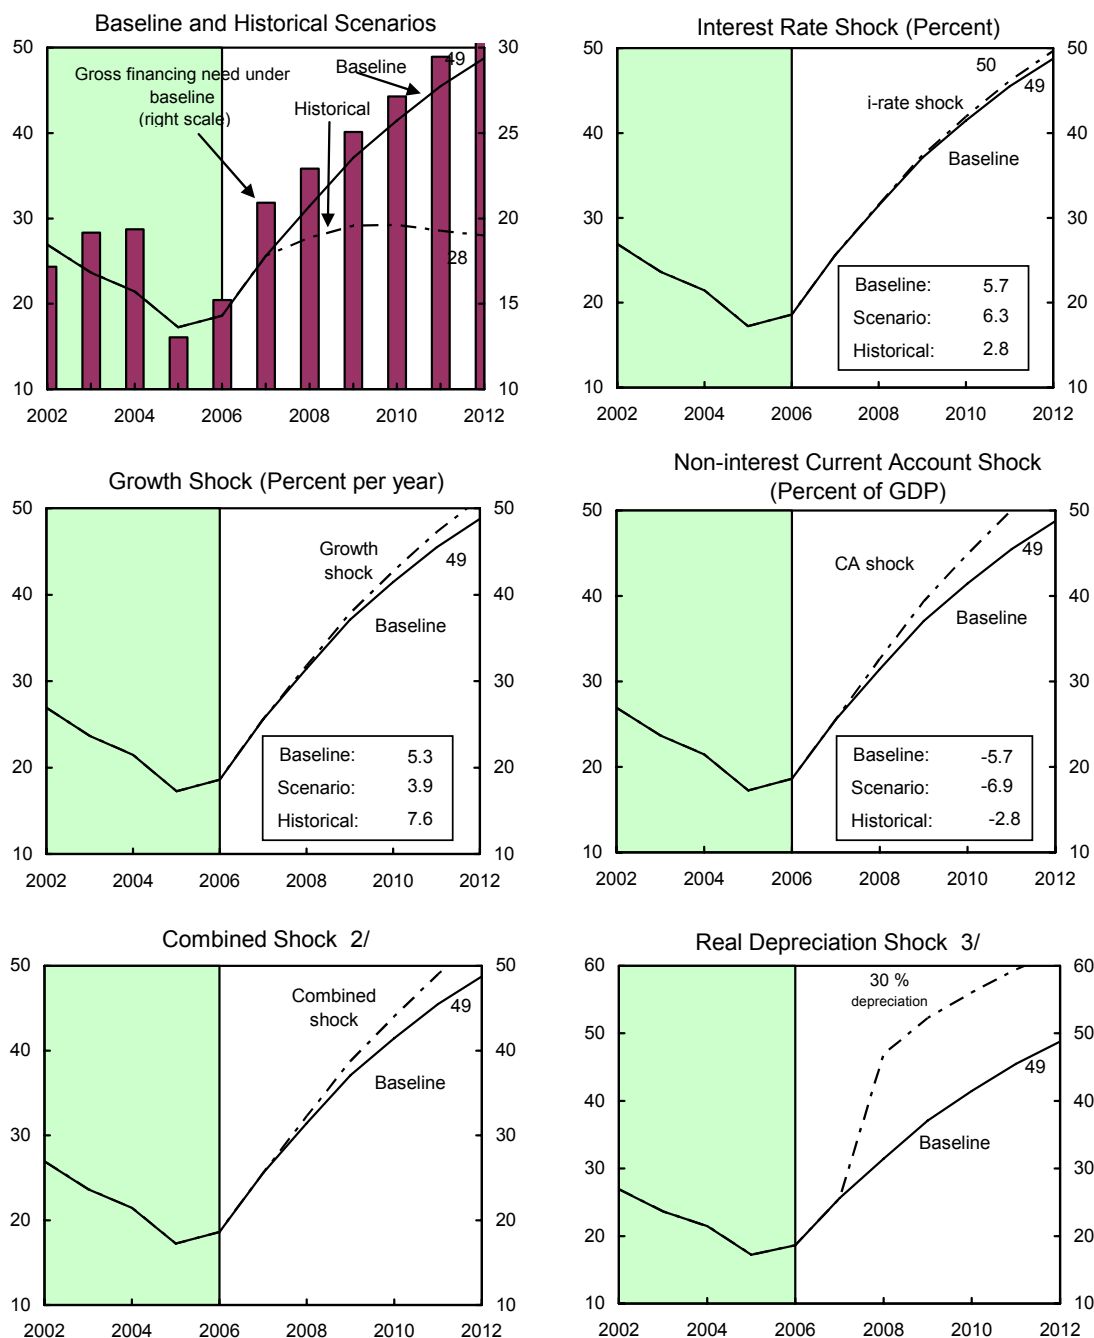 Baseline and Historical Scenarios
50
40
30
20
10
30
25
20
15
10
Gross financing need under
baseline
(right scale)
Baseline
Historical
49
28
2002 2004 2006 2008 2010 2012
Interest Rate Shock (Percent)
50
40
30
20
10
50
40
30
20
10
50
49
i-rate shock
Baseline
Baseline: 5.7
Scenario: 6.3
Historical: 2.8
2002 2004 2006 2008 2010 2012
Growth Shock (Percent per year)
50
40
30
20
10
50
40
30
20
10
Growth
shock
49
Baseline
Baseline: 5.3
Scenario: 3.9
Historical: 7.6
2002 2004 2006 2008 2010 2012
Non-interest Current Account Shock
(Percent of GDP)
50
40
30
20
10
50
40
30
20
10
CA shock
49
Baseline
Baseline: -5.7
Scenario: -6.9
Historical: -2.8
2002 2004 2006 2008 2010 2012
Combined Shock 2/
50
40
30
20
10
50
40
30
20
10
Combined
shock
49
Baseline
2002 2004 2006 2008 2010 2012
Real Depreciation Shock 3/
60
50
40
30
20
10
60
50
40
30
20
10
30 %
depreciation
49
Baseline
2002 2004 2006 2008 2010 2012